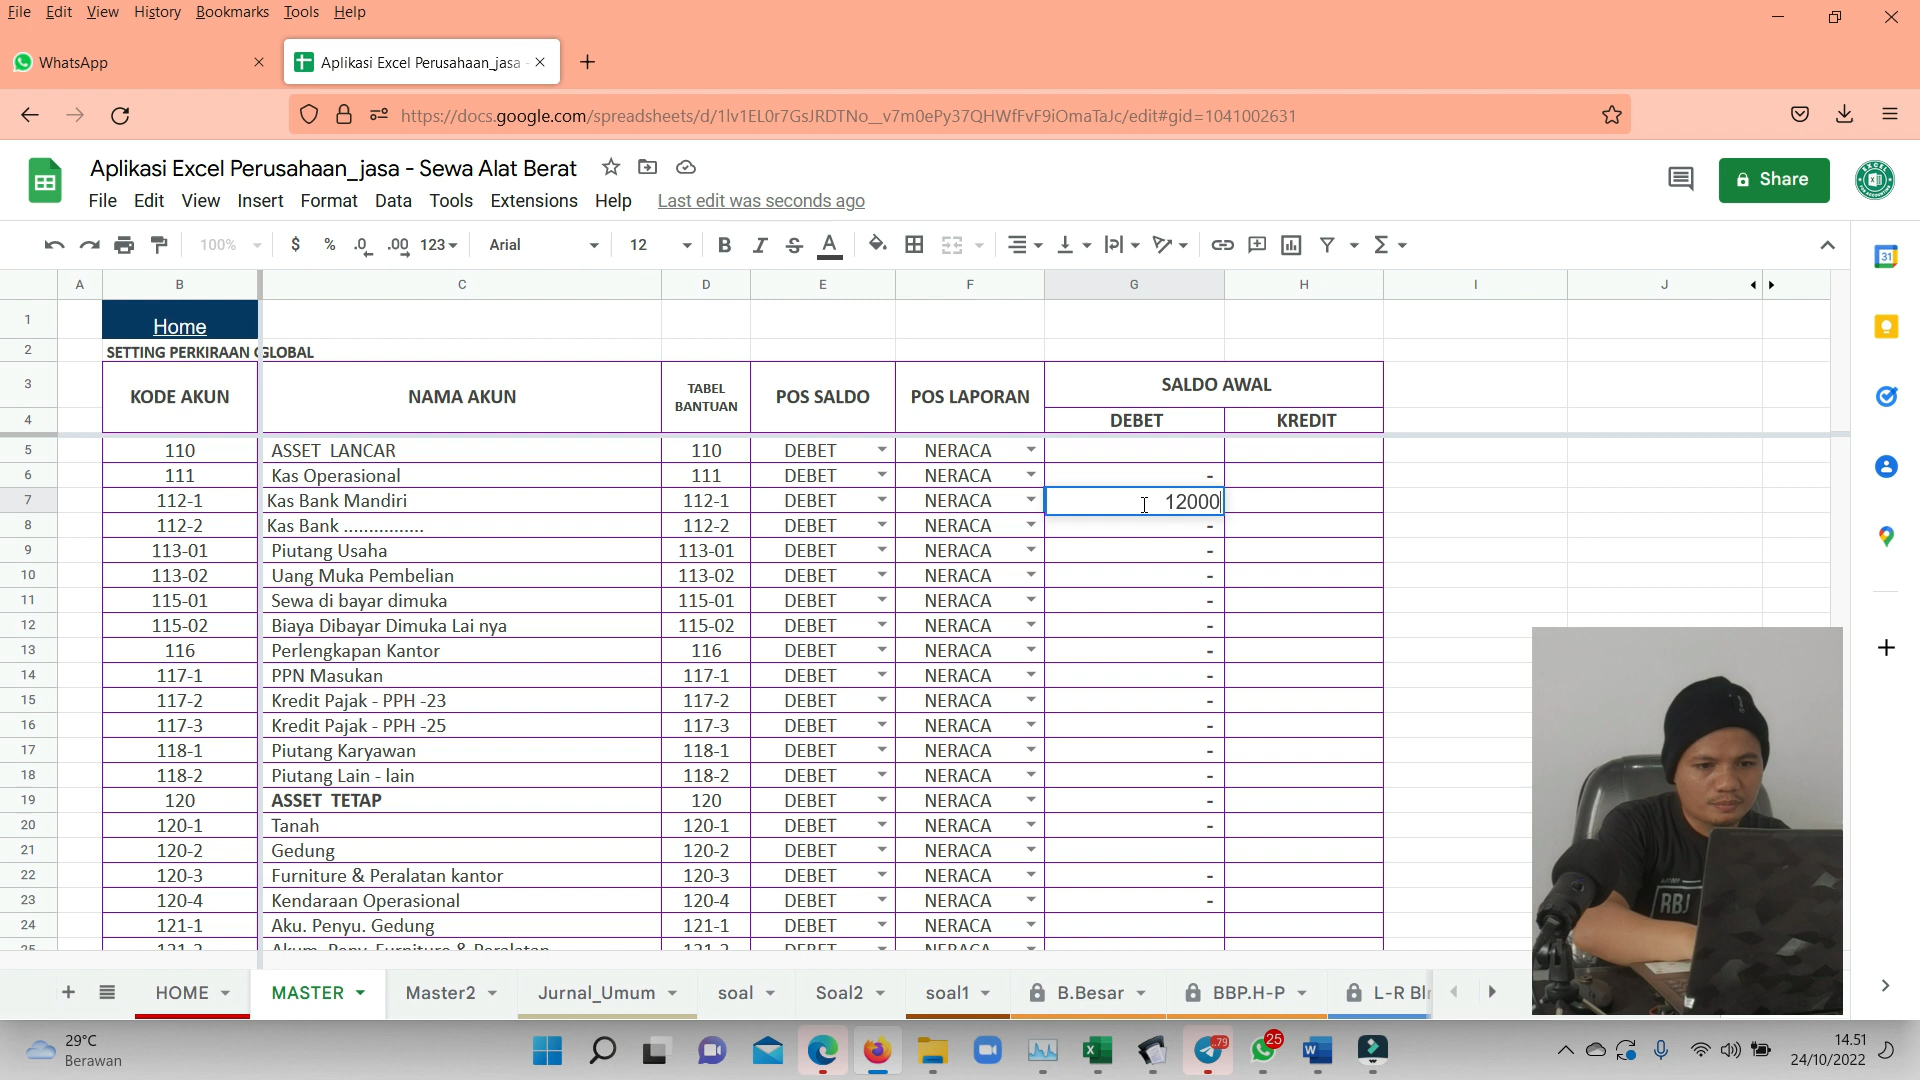 File Edit View History Bookmarks Tools Help
WhatsApp
Aplikasi Excel Perusahaan_jasa -
https://docs.google.com/spreadsheets/d/1lv1EL0r7GsJRDTNo__v7m0ePy37QHWfFvF9iOmaTaJc/edit#gid=1041002631
Aplikasi Excel Perusahaan_jasa - Sewa Alat Berat
File Edit View Insert Format Data Tools Extensions Help Last edit was seconds ago
Share
100% $ % .0 .00 123 Arial 12 B I S A
A B C D E F G H I J
1 Home
2 SETTING PERKIRAAN GLOBAL
3 KODE AKUN NAMA AKUN TABEL BANTUAN POS SALDO POS LAPORAN SALDO AWAL
4 DEBET KREDIT
5 110 ASSET LANCAR 110 DEBET NERACA
6 111 Kas Operasional 111 DEBET NERACA -
7 112-1 Kas Bank Mandiri 112-1 DEBET NERACA 12000
8 112-2 Kas Bank ................ 112-2 DEBET NERACA -
9 113-01 Piutang Usaha 113-01 DEBET NERACA -
10 113-02 Uang Muka Pembelian 113-02 DEBET NERACA -
11 115-01 Sewa di bayar dimuka 115-01 DEBET NERACA -
12 115-02 Biaya Dibayar Dimuka Lai nya 115-02 DEBET NERACA -
13 116 Perlengkapan Kantor 116 DEBET NERACA -
14 117-1 PPN Masukan 117-1 DEBET NERACA -
15 117-2 Kredit Pajak - PPH -23 117-2 DEBET NERACA -
16 117-3 Kredit Pajak - PPH -25 117-3 DEBET NERACA -
17 118-1 Piutang Karyawan 118-1 DEBET NERACA -
18 118-2 Piutang Lain - lain 118-2 DEBET NERACA -
19 120 ASSET TETAP 120 DEBET NERACA -
20 120-1 Tanah 120-1 DEBET NERACA -
21 120-2 Gedung 120-2 DEBET NERACA
22 120-3 Furniture & Peralatan kantor 120-3 DEBET NERACA -
23 120-4 Kendaraan Operasional 120-4 DEBET NERACA -
24 121-1 Aku. Penyu. Gedung 121-1 DEBET NERACA
RBJ
HOME MASTER Master2 Jurnal_Umum soal Soal2 soal1 B.Besar BBP.H-P L-R Bl
29°C
Berawan
79
25
14.51
24/10/2022